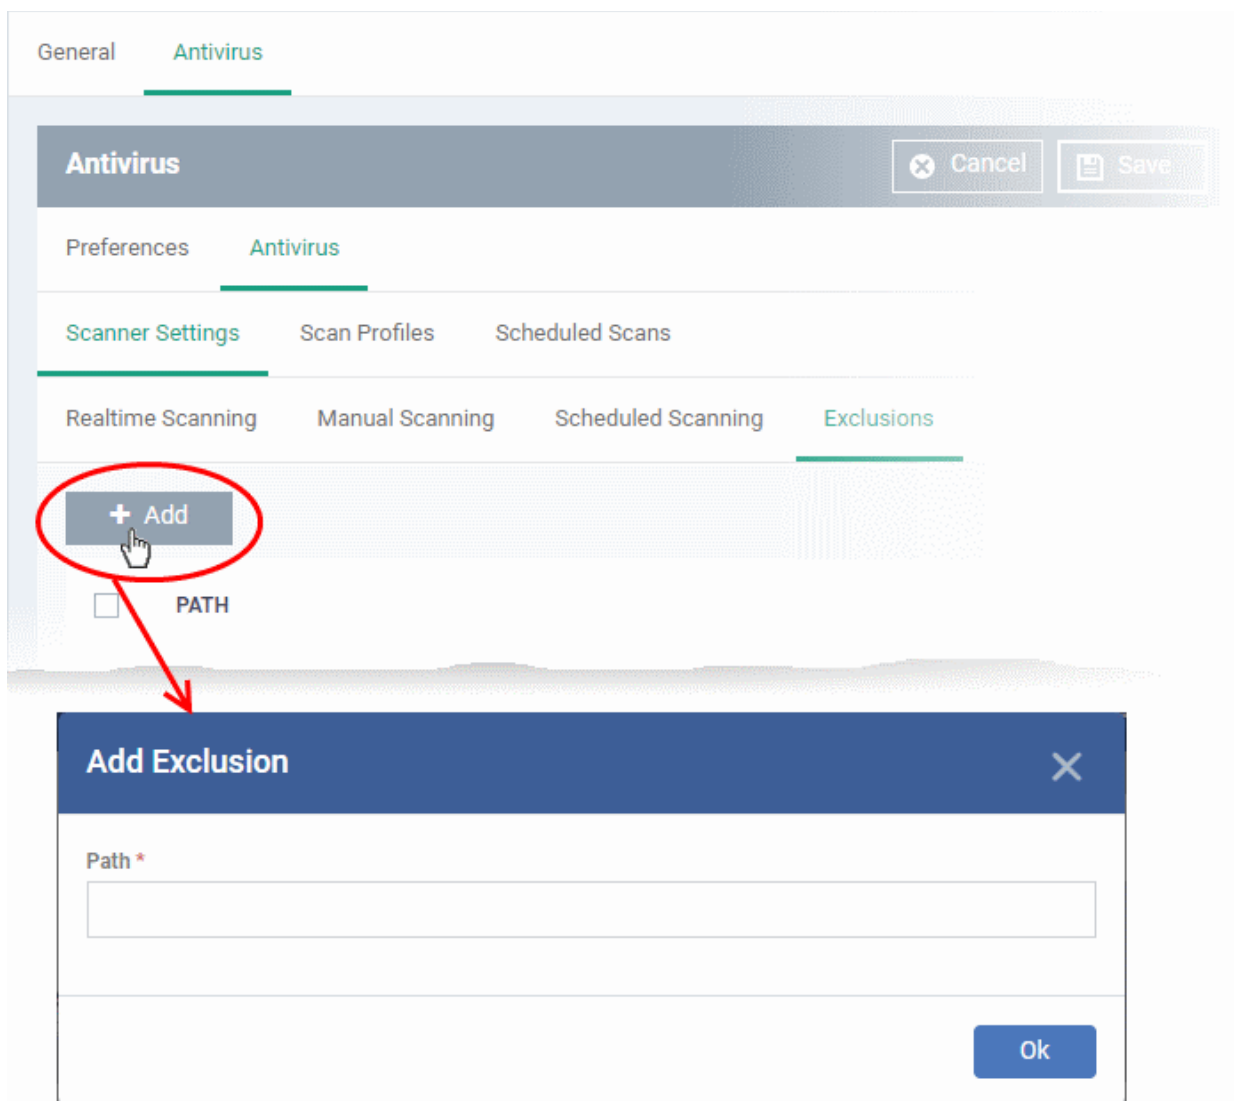 General Antivirus
Antivirus Cancel Save
Preferences Antivirus
Scanner Settings Scan Profiles Scheduled Scans
Realtime Scanning Manual Scanning Scheduled Scanning Exclusions
+ Add
PATH
Add Exclusion
Path *
Ok